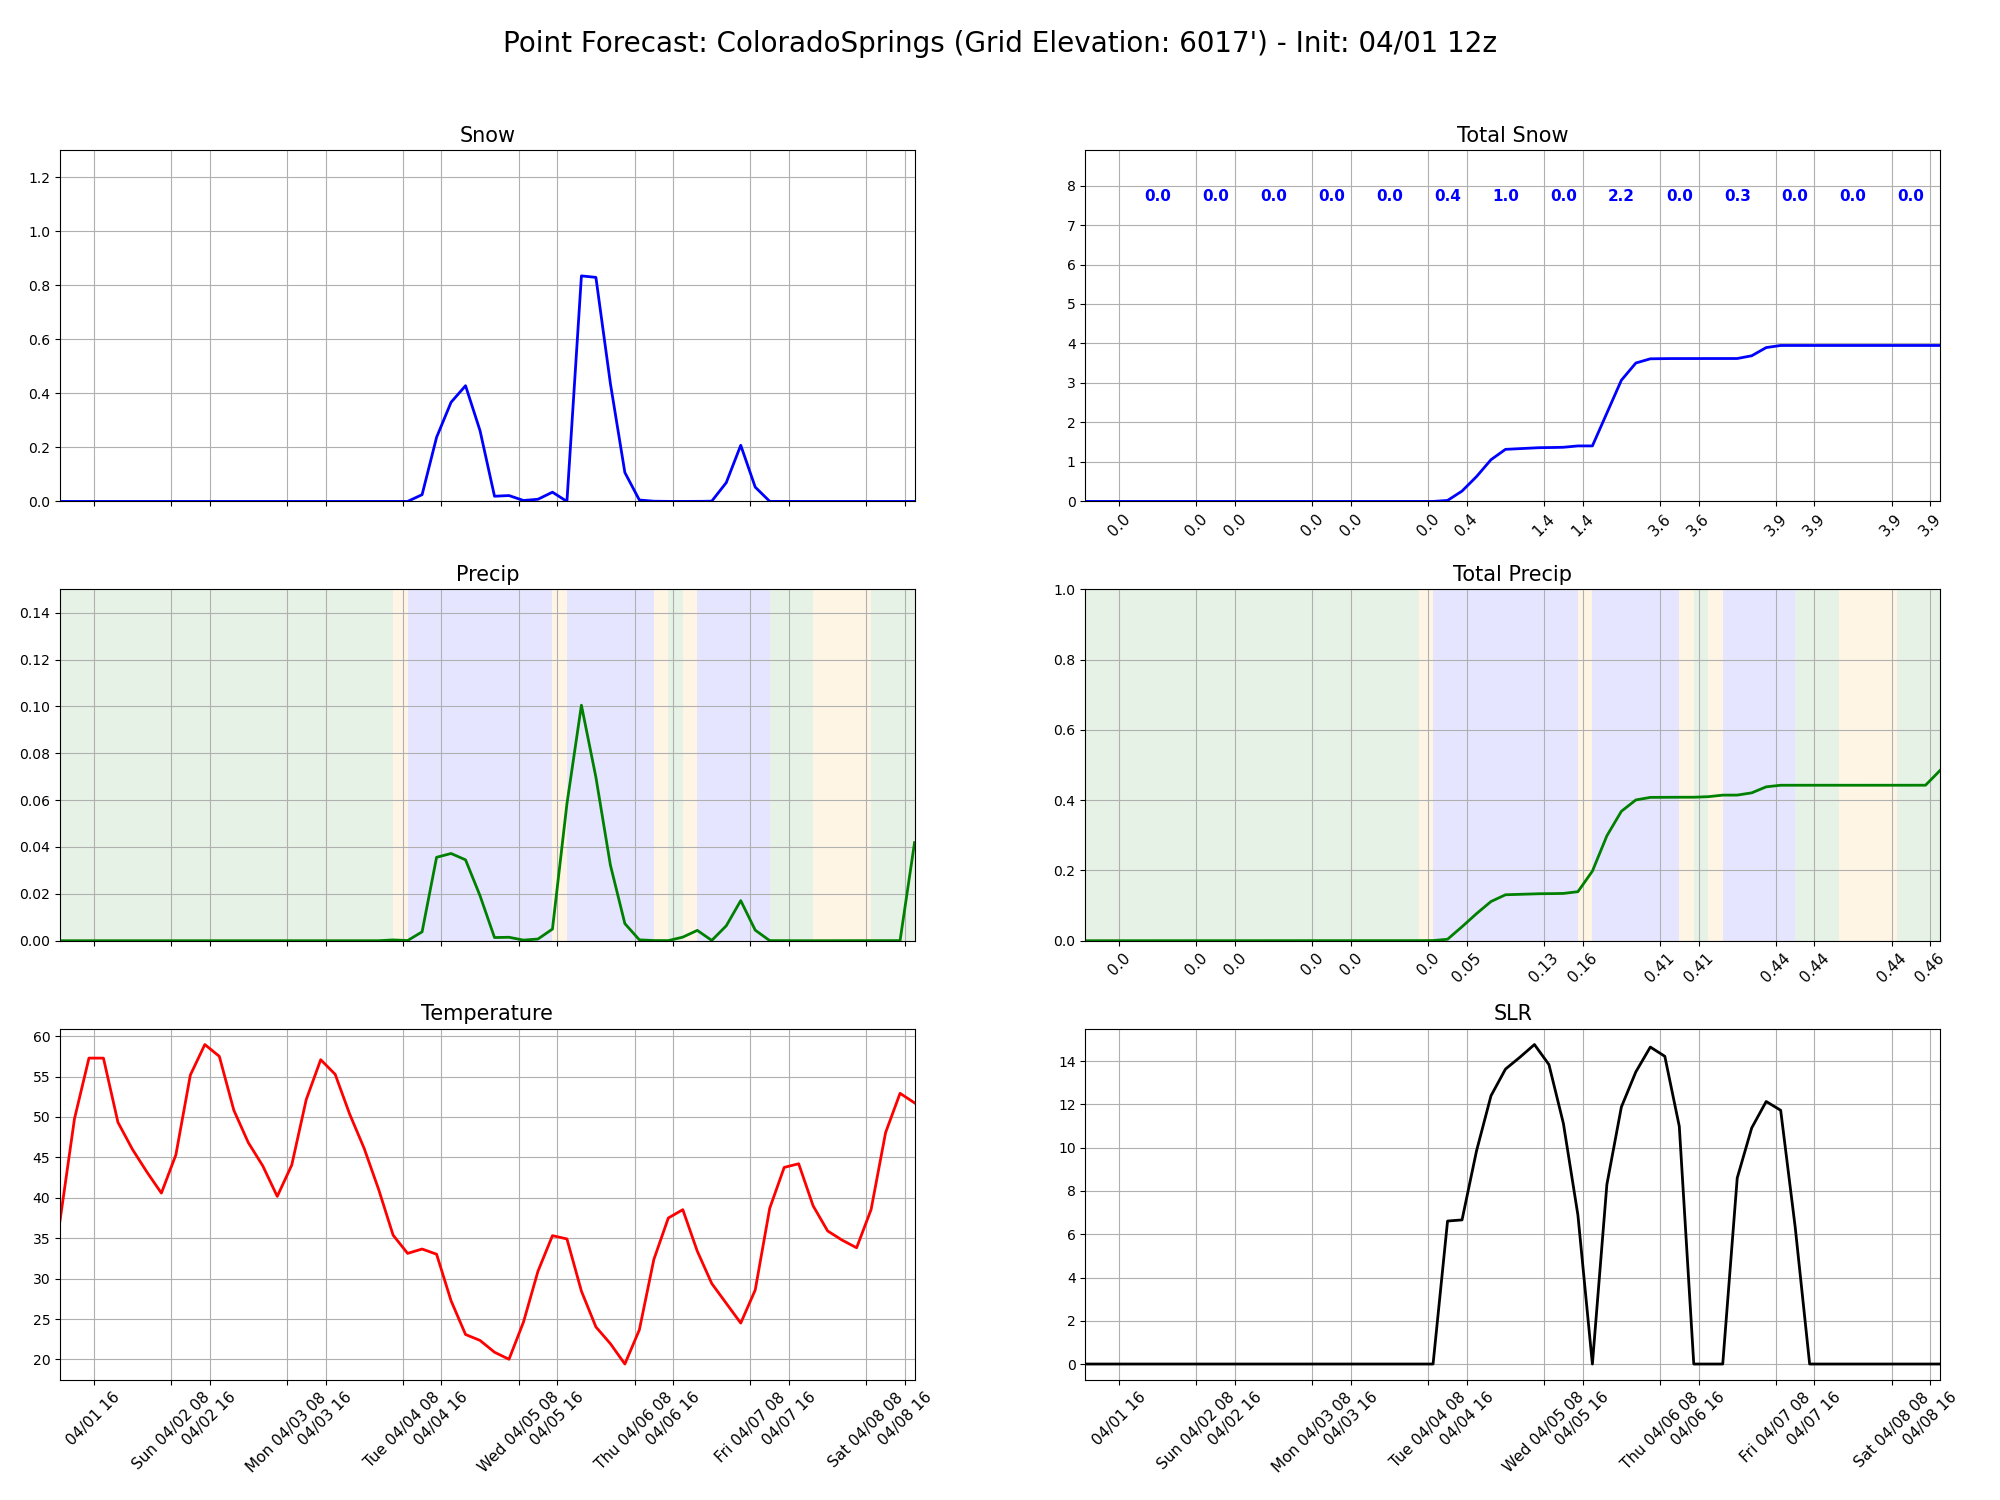 Point Forecast: ColoradoSprings (Grid Elevation: 6017') - Init: 04/01 12z
Snow
1.2
1.0
0.8
0.6
0.4
0.2
0.0
Total Snow
0.0 0.0 0.0 0.0 0.0 0.4 1.0 0.0 2.2 0.0 0.3 0.0 0.0 0.0
8
7
6
5
4
3
2
1
0
0.0 0.0 0.0 0.0 0.0 0.0 0.4 1.4 1.4 3.6 3.6 3.9 3.9 3.9 3.9
Precip
0.14
0.12
0.10
0.08
0.06
0.04
0.02
0.00
Total Precip
1.0
0.8
0.6
0.4
0.2
0.0
0.0 0.0 0.0 0.0 0.0 0.0 0.05 0.13 0.16 0.41 0.41 0.44 0.44 0.44 0.46
Temperature
60
55
50
45
40
35
30
25
20
04/01 16
Sun 04/02 08
04/02 16
Mon 04/03 08
04/03 16
Tue 04/04 08
04/04 16
Wed 04/05 08
04/05 16
Thu 04/06 08
04/06 16
Fri 04/07 08
04/07 16
Sat 04/08 08
04/08 16
SLR
14
12
10
8
6
4
2
0
04/01 16
Sun 04/02 08
04/02 16
Mon 04/03 08
04/03 16
Tue 04/04 08
04/04 16
Wed 04/05 08
04/05 16
Thu 04/06 08
04/06 16
Fri 04/07 08
04/07 16
Sat 04/08 08
04/08 16